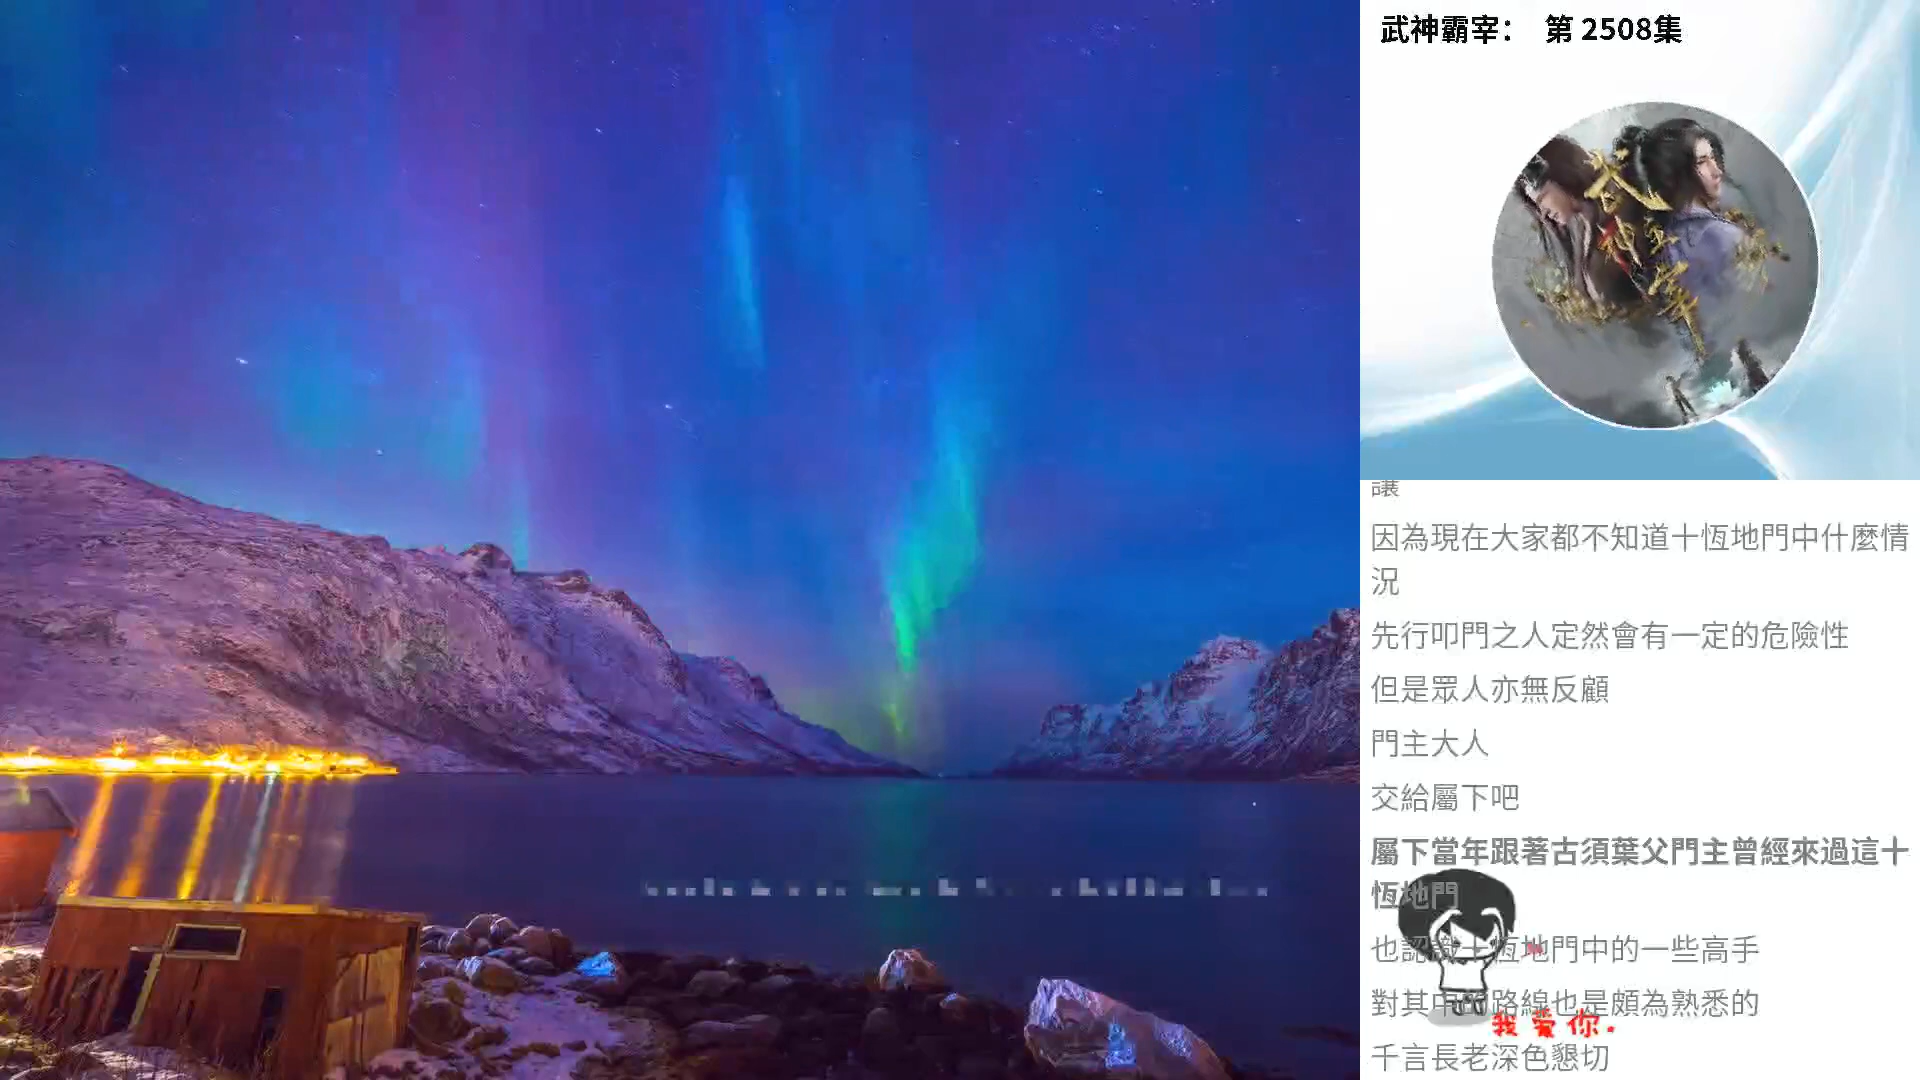 武神霸宰： 第 2508集
武神主宰
讓
因為現在大家都不知道十恆地門中什麼情
況
先行叩門之人定然會有一定的危險性
但是眾人亦無反顧
門主大人
交給屬下吧
屬下當年跟著古須葉父門主曾經來過這十
恆地門
也認識十恆地門中的一些高手
對其中的路線也是頗為熟悉的
我爱你.
千言長老深色懇切